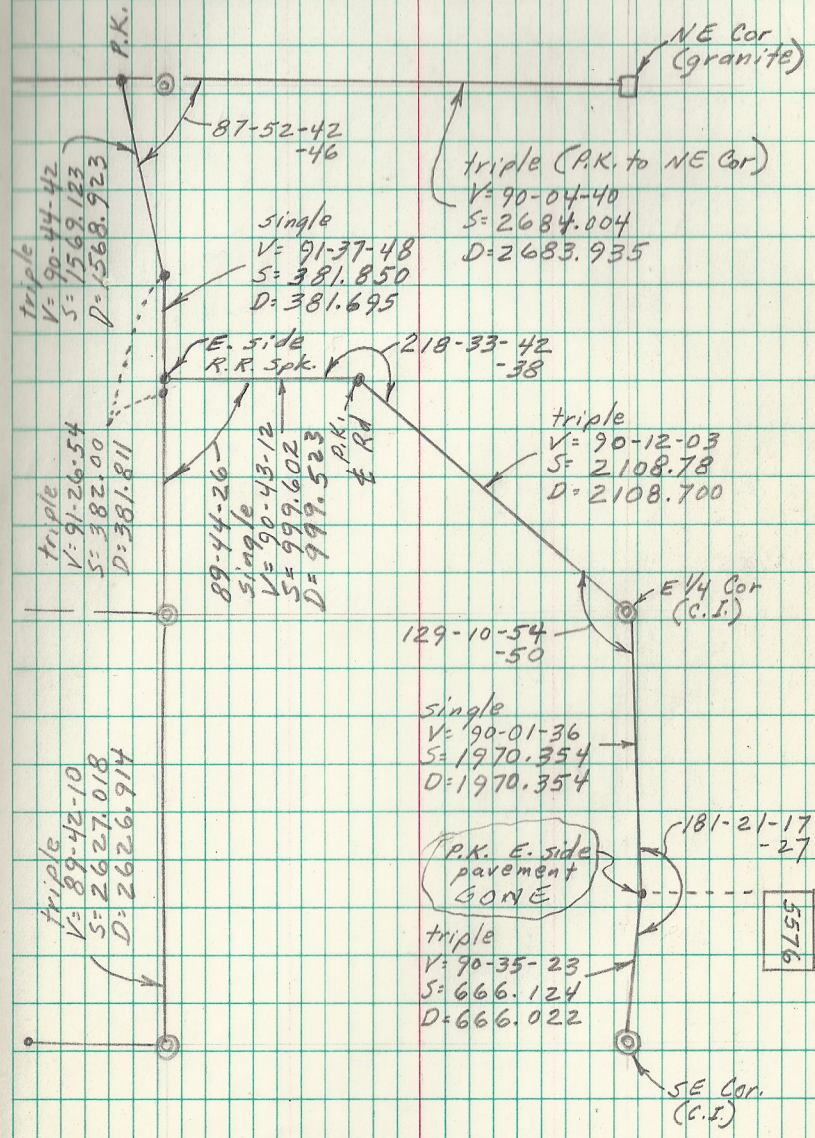 P.K.
NE Cor
(granite)
87-52-42
-46
triple (P.K. to NE Cor)
V= 90-04-40
S= 2684.004
D= 2683.935
triple
V= 90-44-42
S= 1569.123
D= 1568.923
single
V= 91-37-48
S= 381.850
D= 381.695
E. side
R.R. Spk.
218-33-42
-38
P.K.
℄ Rd
triple
V= 90-12-03
S= 2108.78
D= 2108.700
triple
V= 91-26-54
S= 382.00
D= 381.811
89-44-26
single
V= 90-43-12
S= 999.602
D= 999.523
E 1/4 Cor
(C.I.)
129-10-54
-50
single
V= 90-01-36
S= 1970.354
D= 1970.354
triple
V= 89-42-10
S= 2627.018
D= 2626.914
181-21-17
-27
P.K. E. side
pavement
GONE
5576
triple
V= 90-35-23
S= 666.124
D= 666.022
SE Cor.
(C.I.)